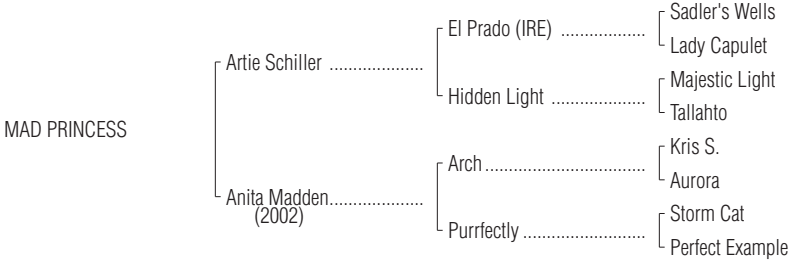 Sadler's Wells
El Prado (IRE) ...................
Lady Capulet
Artie Schiller .....................
Majestic Light
Hidden Light .....................
Tallahto
MAD PRINCESS
Kris S.
Arch ....................................
Aurora
Anita Madden.....................
(2002)
Storm Cat
Purrfectly ...........................
Perfect Example